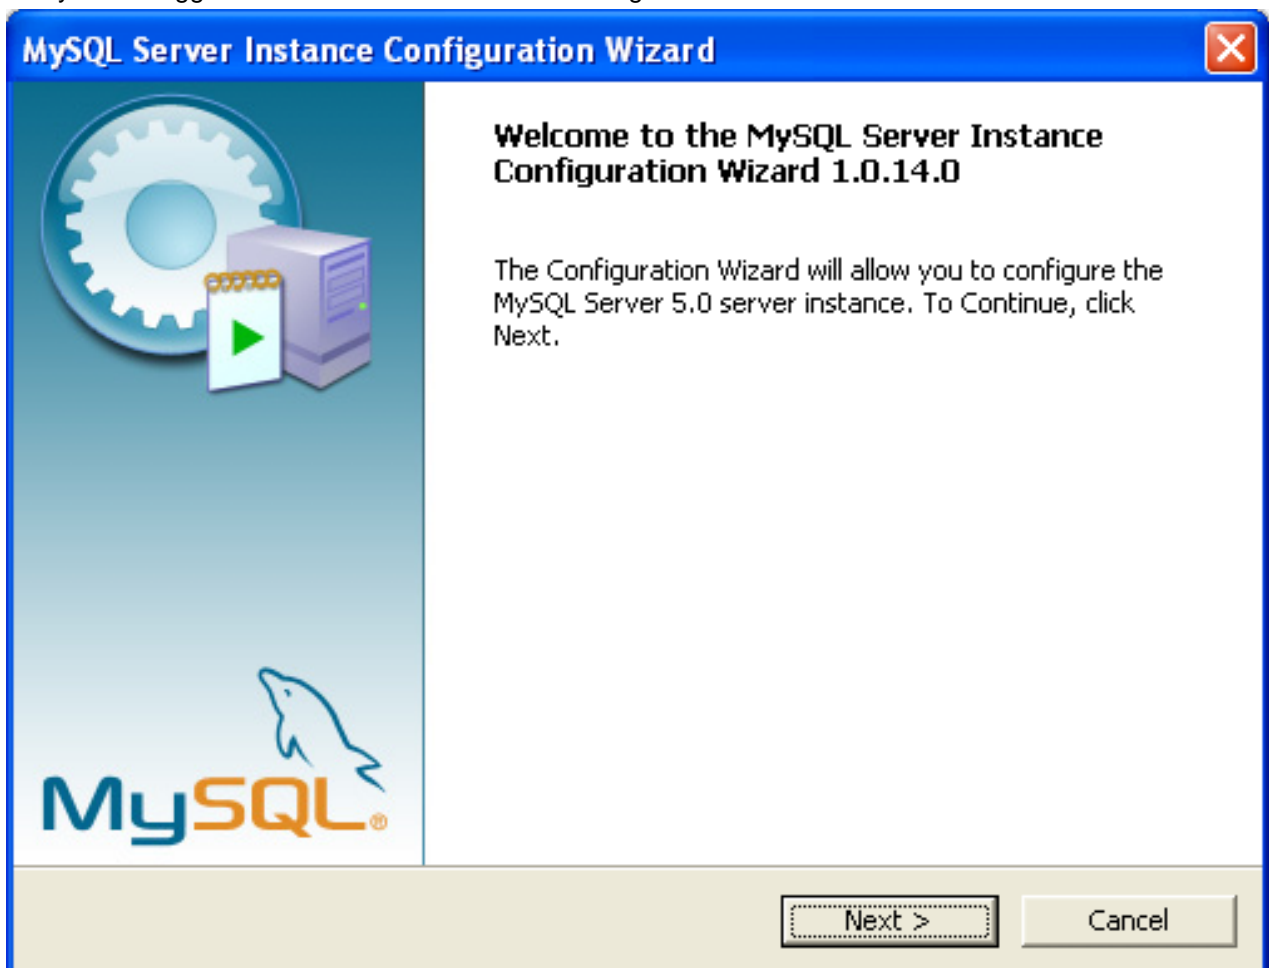 MySQL Server Instance Configuration Wizard
Welcome to the MySQL Server Instance
Configuration Wizard 1.0.14.0
The Configuration Wizard will allow you to configure the
MySQL Server 5.0 server instance. To Continue, click
Next.
MySQL®
Next >
Cancel